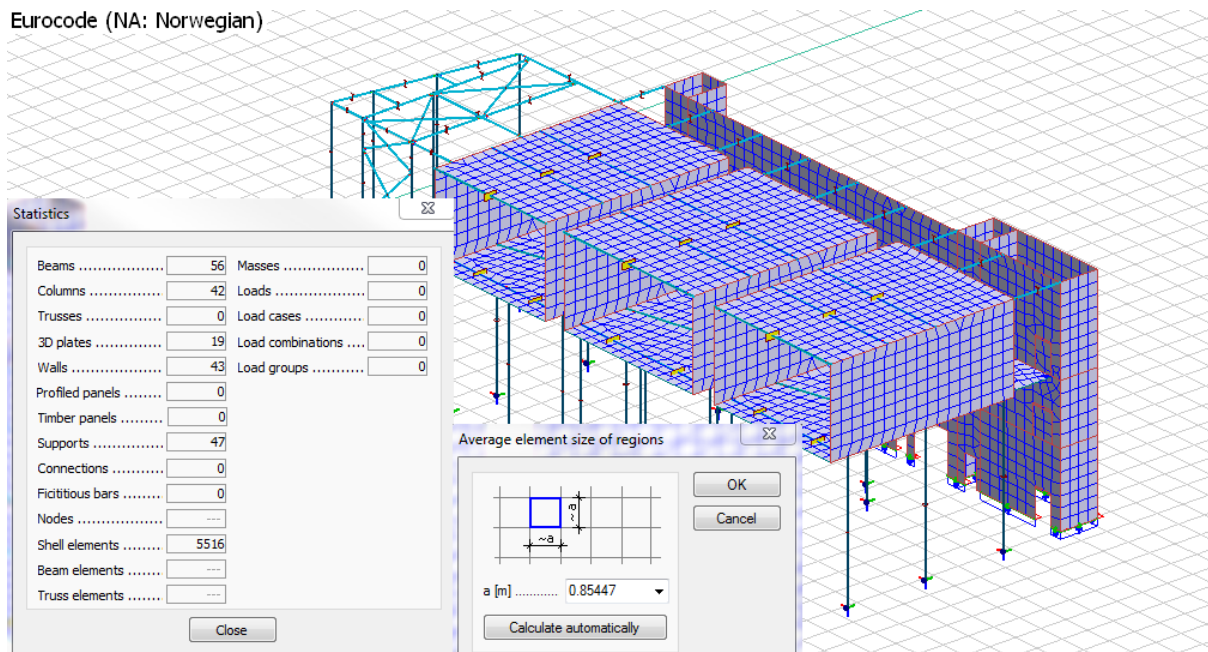 Eurocode (NA: Norwegian)
Statistics
Beams .................. 56 Masses ................ 0
Columns ............... 42 Loads ................... 0
Trusses ................ 0 Load cases ............ 0
3D plates .............. 19 Load combinations .... 0
Walls ................... 43 Load groups ........... 0
Profiled panels ........ 0
Timber panels ......... 0
Supports ............... 47
Connections ........... 0
Ficititious bars ......... 0
Nodes .................. ---
Shell elements ........ 5516
Beam elements ....... ---
Truss elements ....... ---
Close
Average element size of regions
~a
~a
OK
Cancel
a [m] ............ 0.85447
Calculate automatically